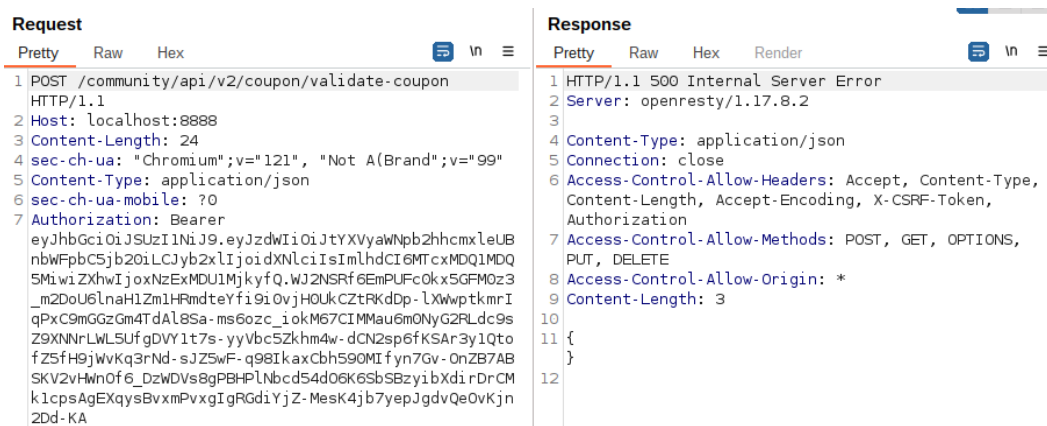 Request
Pretty Raw Hex \n
1 POST /community/api/v2/coupon/validate-coupon
HTTP/1.1
2 Host: localhost:8888
3 Content-Length: 24
4 sec-ch-ua: "Chromium";v="121", "Not A(Brand";v="99"
5 Content-Type: application/json
6 sec-ch-ua-mobile: ?0
7 Authorization: Bearer
eyJhbGciOiJSUzI1NiJ9.eyJzdWIiOiJtYXVyaWNpb2hhcmxleUB
nbWFpbC5jb20iLCJyb2xlIjoidXNlciIsImlhdCI6MTcxMDQ1MDQ
5MiwiZXhwIjoxNzExMDU1MjkyfQ.WJ2NSRf6EmPUFc0kx5GFM0z3
_m2DoU6lnaH1Zm1HRmdteYfi9i0vjH0UkCZtRKdDp-lXWwptkmrI
qPxC9mGGzGm4TdAl8Sa-ms6ozc_iokM67CIMMau6m0NyG2RLdc9s
Z9XNNrLWL5UfgDVY1t7s-yyVbc5Zkhm4w-dCN2sp6fKSAr3y1Qto
fZ5fH9jWvKq3rNd-sJZ5wF-q98IkaxCbh590MIfyn7Gv-OnZB7AB
SKV2vHWnOf6_DzWDVs8gPBHPlNbcd54d06K6SbSBzyibXdirDrCM
k1cpsAgEXqysBvxmPvxgIgRGdiYjZ-MesK4jb7yepJgdvQeOvKjn
2Dd-KA
Response
Pretty Raw Hex Render \n
1 HTTP/1.1 500 Internal Server Error
2 Server: openresty/1.17.8.2
3
4 Content-Type: application/json
5 Connection: close
6 Access-Control-Allow-Headers: Accept, Content-Type,
Content-Length, Accept-Encoding, X-CSRF-Token,
Authorization
7 Access-Control-Allow-Methods: POST, GET, OPTIONS,
PUT, DELETE
8 Access-Control-Allow-Origin: *
9 Content-Length: 3
10
11 {
}
12